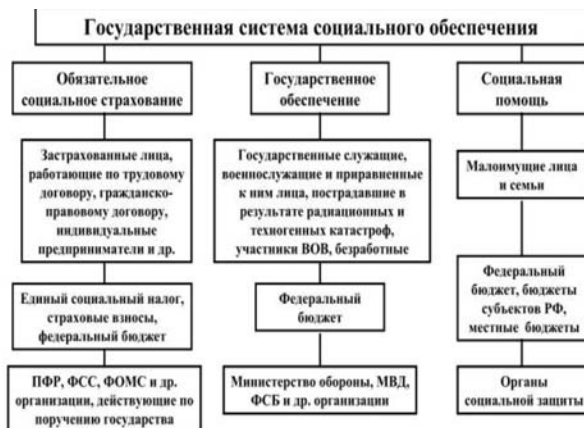 Государственная система социального обеспечения
Обязательное
социальное страхование
Государственное
обеспечение
Социальная
помощь
Застрахованные лица,
работающие по трудовому
договору, гражданско-
правовому договору,
индивидуальные
предприниматели и др.
Государственные служащие,
военнослужащие и приравненные
к ним лица, пострадавшие в
результате радиационных и
техногенных катастроф,
участники ВОВ, безработные
Малоимущие лица
и семьи
Единый социальный налог,
страховые взносы,
федеральный бюджет
Федеральный
бюджет
Федеральный
бюджет, бюджеты
субъектов РФ,
местные бюджеты
ПФР, ФСС, ФОМС и др.
организации, действующие по
поручению государства
Министерство обороны, МВД,
ФСБ и др. организации
Органы
социальной защиты